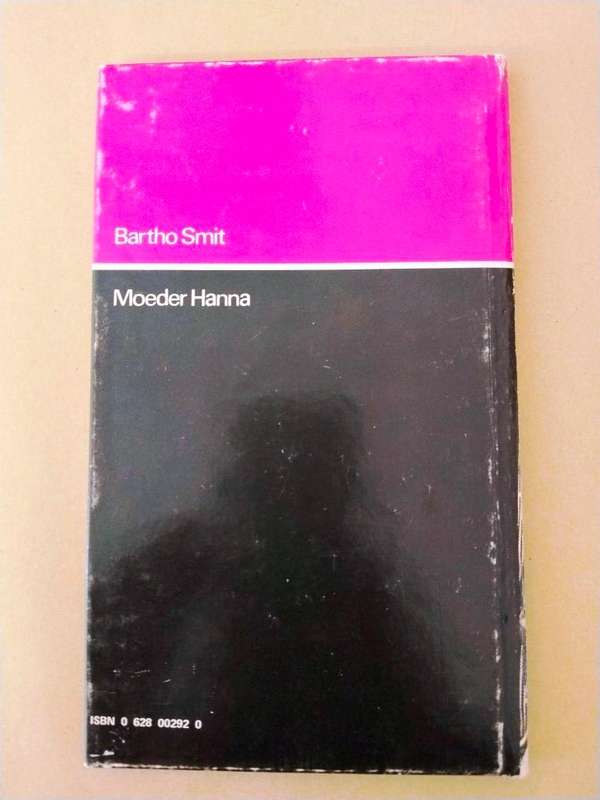 Bartho Smit
Moeder Hanna
ISBN 0 628 00292 0